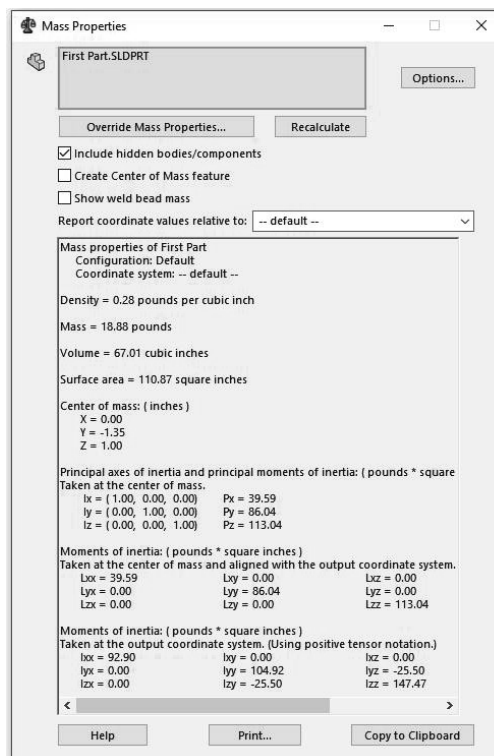 Mass Properties
First Part.SLDPRT
Options...
Override Mass Properties...
Recalculate
Include hidden bodies/components
Create Center of Mass feature
Show weld bead mass
Report coordinate values relative to: -- default --
Mass properties of First Part
Configuration: Default
Coordinate system: -- default --
Density = 0.28 pounds per cubic inch
Mass = 18.88 pounds
Volume = 67.01 cubic inches
Surface area = 110.87 square inches
Center of mass: ( inches )
X = 0.00
Y = -1.35
Z = 1.00
Principal axes of inertia and principal moments of inertia: ( pounds * square
Taken at the center of mass.
Ix = ( 1.00, 0.00, 0.00) Px = 39.59
Iy = ( 0.00, 1.00, 0.00) Py = 86.04
Iz = ( 0.00, 0.00, 1.00) Pz = 113.04
Moments of inertia: ( pounds * square inches )
Taken at the center of mass and aligned with the output coordinate system.
Lxx = 39.59 Lxy = 0.00 Lxz = 0.00
Lyx = 0.00 Lyy = 86.04 Lyz = 0.00
Lzx = 0.00 Lzy = 0.00 Lzz = 113.04
Moments of inertia: ( pounds * square inches )
Taken at the output coordinate system. (Using positive tensor notation.)
Ixx = 92.90 Ixy = 0.00 Ixz = 0.00
Iyx = 0.00 Iyy = 104.92 Iyz = -25.50
Izx = 0.00 Izy = -25.50 Izz = 147.47
Help
Print...
Copy to Clipboard